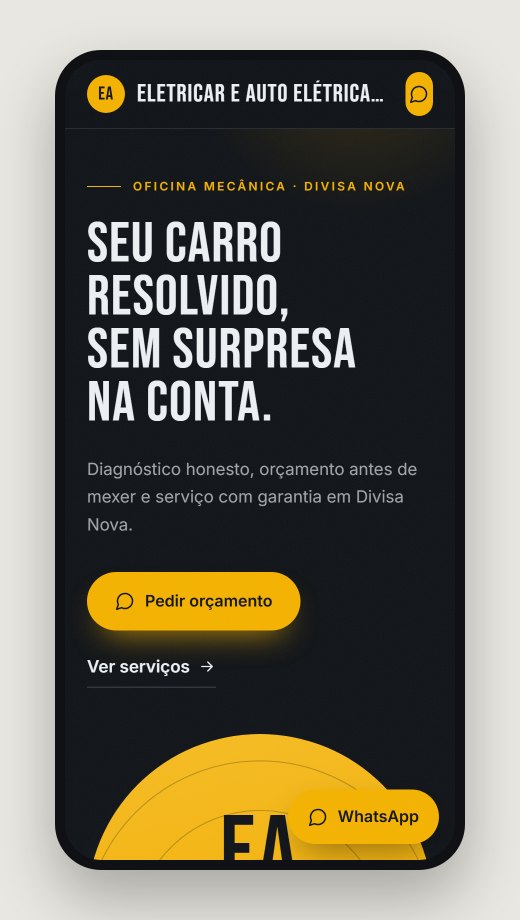 EA
ELETRICAR E AUTO ELÉTRICA...
OFICINA MECÂNICA · DIVISA NOVA
SEU CARRO
RESOLVIDO,
SEM SURPRESA
NA CONTA.
Diagnóstico honesto, orçamento antes de
mexer e serviço com garantia em Divisa
Nova.
Pedir orçamento
Ver serviços →
EA
WhatsApp